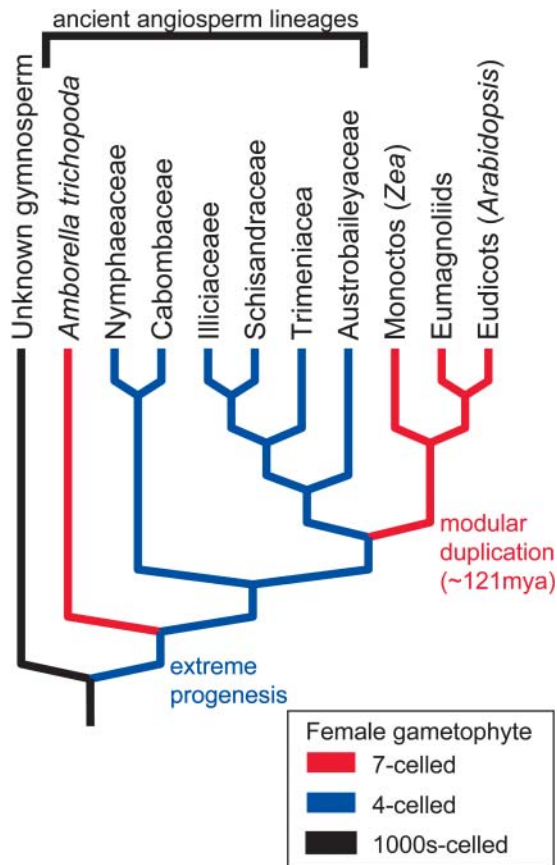 ancient angiosperm lineages
Unknown gymnosperm
Amborella trichopoda
Nymphaeaceae
Cabombaceae
Illiciaceaee
Schisandraceae
Trimeniacea
Austrobaileyaceae
Monoctos (Zea)
Eumagnoliids
Eudicots (Arabidopsis)
modular
duplication
(~121mya)
extreme
progenesis
Female gametophyte
7-celled
4-celled
1000s-celled